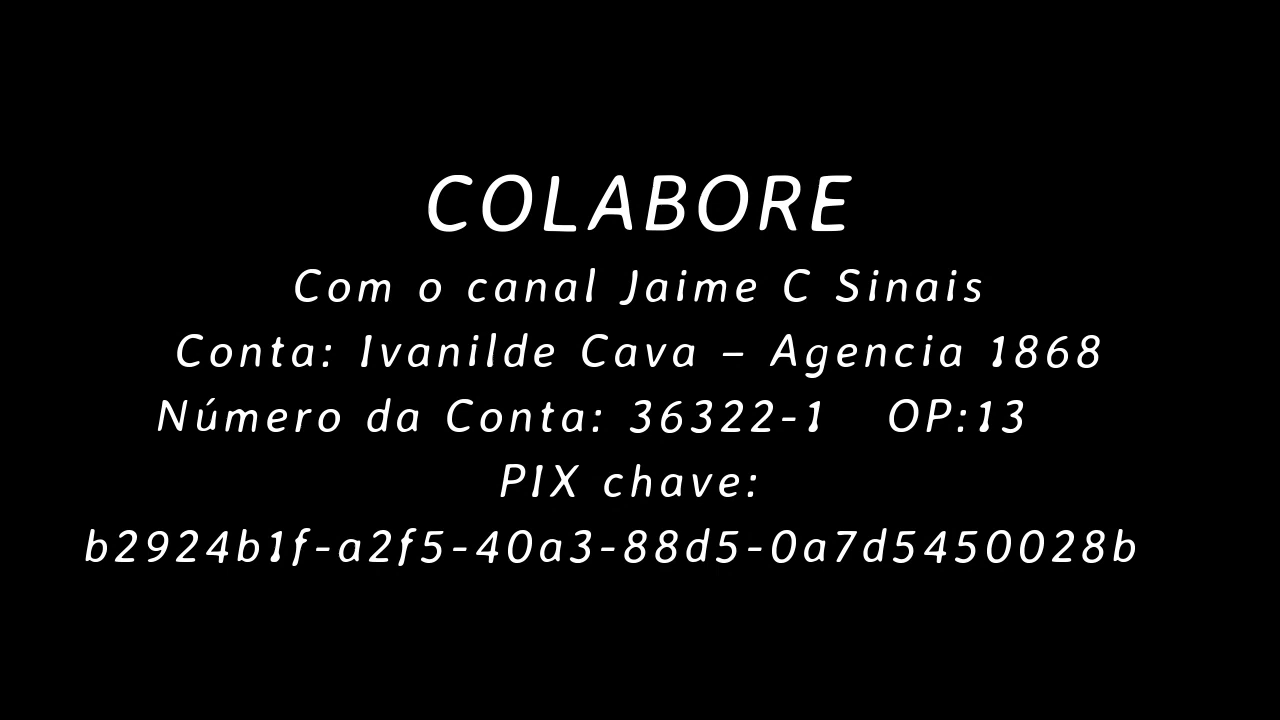 COLABORE
Com o canal Jaime C Sinais
Conta: Ivanilde Cava – Agencia 1868
Número da Conta: 36322-1 OP:13
PIX chave:
b2924b1f-a2f5-40a3-88d5-0a7d5450028b